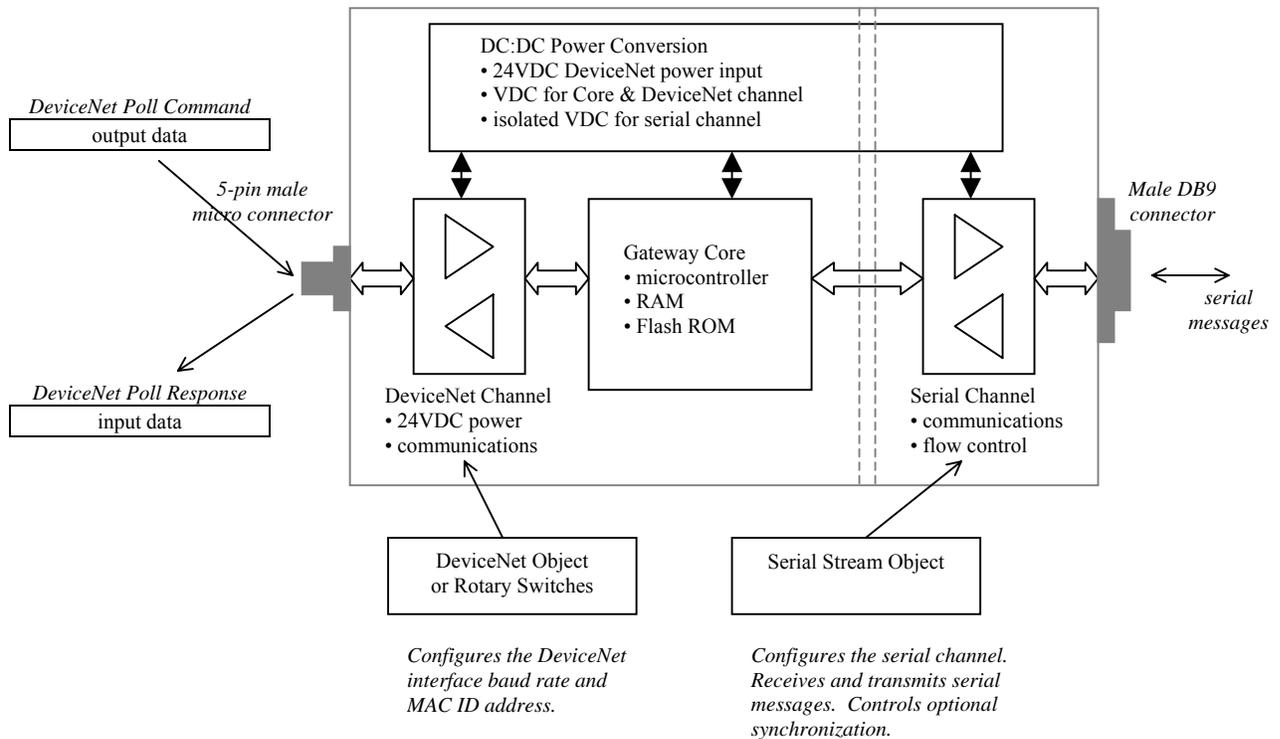 DC:DC Power Conversion
• 24VDC DeviceNet power input
• VDC for Core & DeviceNet channel
• isolated VDC for serial channel
DeviceNet Poll Command
output data
5-pin male
micro connector
Male DB9
connector
Gateway Core
• microcontroller
• RAM
• Flash ROM
serial
messages
DeviceNet Poll Response
input data
DeviceNet Channel
• 24VDC power
• communications
Serial Channel
• communications
• flow control
DeviceNet Object
or Rotary Switches
Serial Stream Object
Configures the DeviceNet
interface baud rate and
MAC ID address.
Configures the serial channel.
Receives and transmits serial
messages.  Controls optional
synchronization.